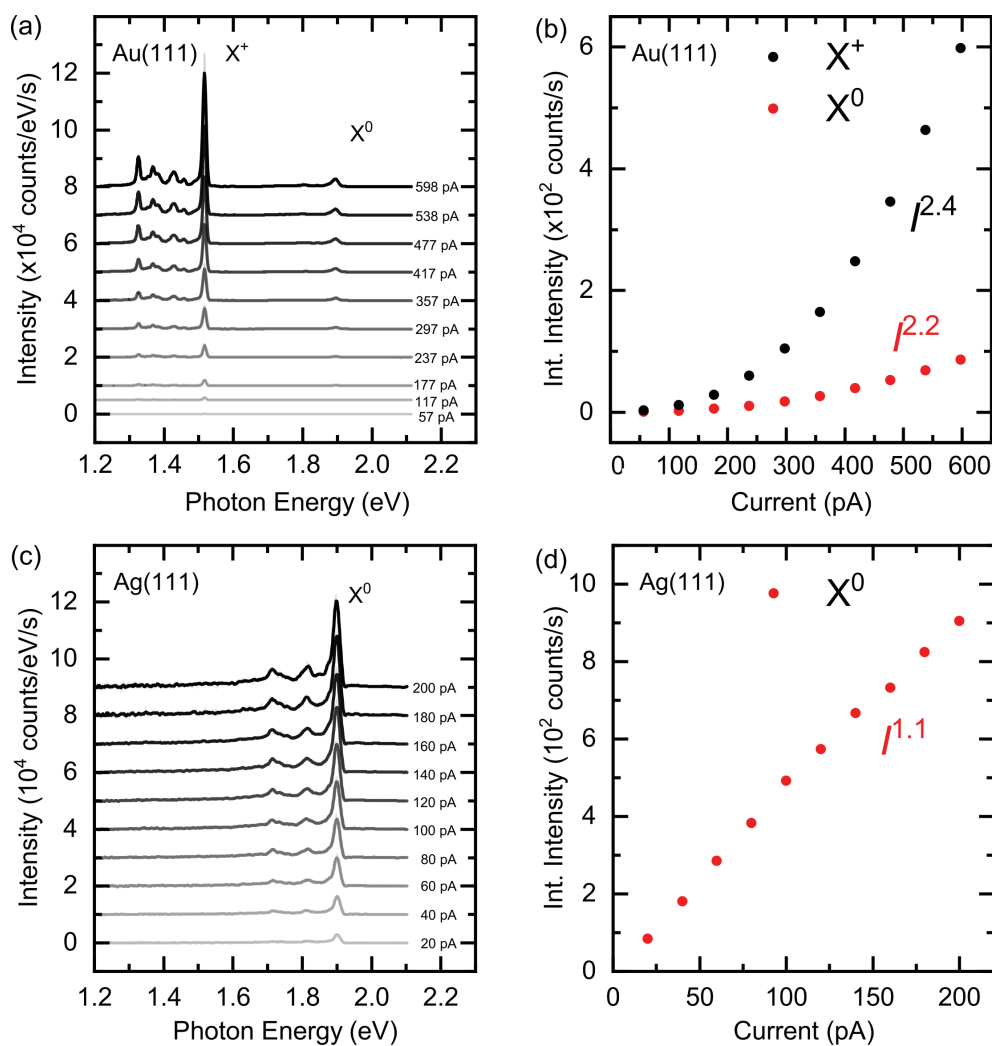 (a)
Au(111)
X⁺
X⁰
Intensity (x10⁴ counts/eV/s)
12
10
8
6
4
2
0
598 pA
538 pA
477 pA
417 pA
357 pA
297 pA
237 pA
177 pA
117 pA
57 pA
1.2 1.4 1.6 1.8 2.0 2.2
Photon Energy (eV)
(b)
Au(111)
X⁺
X⁰
I²·⁴
I²·²
Int. Intensity (x10² counts/s)
6
4
2
0
0 100 200 300 400 500 600
Current (pA)
(c)
Ag(111)
X⁰
Intensity (10⁴ counts/eV/s)
12
10
8
6
4
2
0
200 pA
180 pA
160 pA
140 pA
120 pA
100 pA
80 pA
60 pA
40 pA
20 pA
1.2 1.4 1.6 1.8 2.0 2.2
Photon Energy (eV)
(d)
Ag(111)
X⁰
I¹·¹
Int. Intensity (10² counts/s)
10
8
6
4
2
0
0 50 100 150 200
Current (pA)